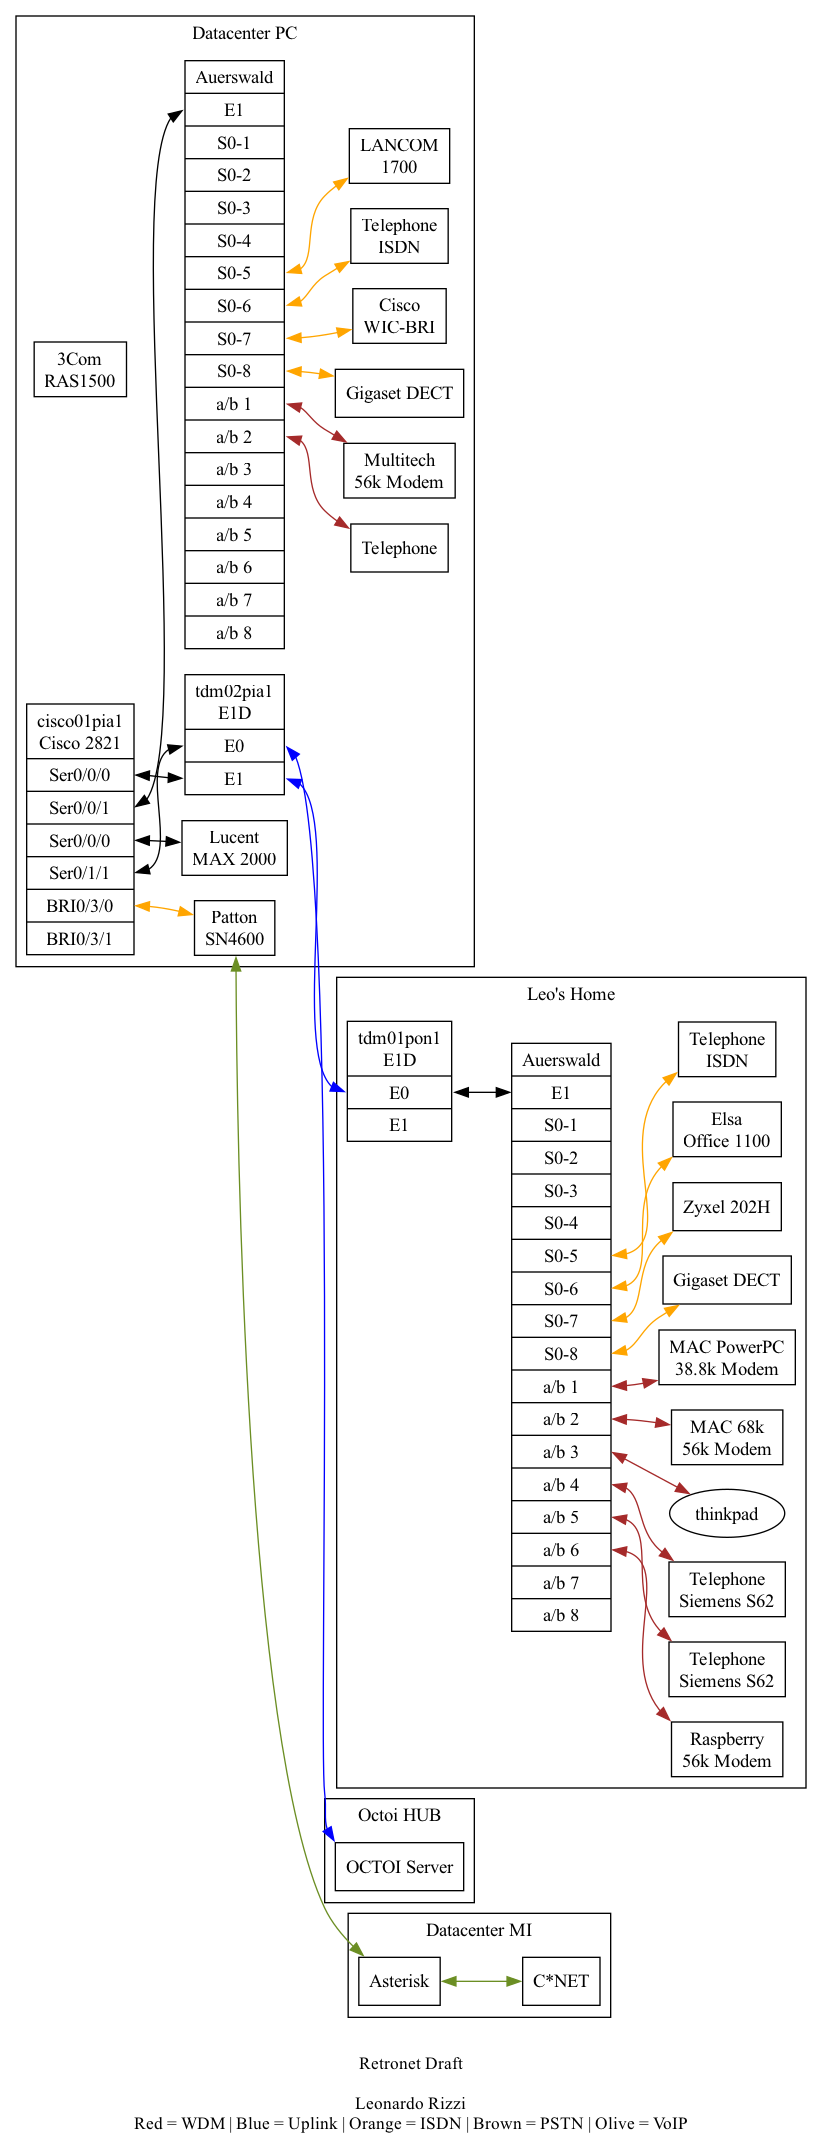 Datacenter PC
Auerswald
E1
S0-1
S0-2
S0-3
S0-4
S0-5
S0-6
S0-7
S0-8
a/b 1
a/b 2
a/b 3
a/b 4
a/b 5
a/b 6
a/b 7
a/b 8
LANCOM
1700
Telephone
ISDN
Cisco
WIC-BRI
Gigaset DECT
Multitech
56k Modem
Telephone
3Com
RAS1500
cisco01pia1
Cisco 2821
Ser0/0/0
Ser0/0/1
Ser0/0/0
Ser0/1/1
BRI0/3/0
BRI0/3/1
tdm02pia1
E1D
E0
E1
Lucent
MAX 2000
Patton
SN4600
Leo's Home
tdm01pon1
E1D
E0
E1
Auerswald
E1
S0-1
S0-2
S0-3
S0-4
S0-5
S0-6
S0-7
S0-8
a/b 1
a/b 2
a/b 3
a/b 4
a/b 5
a/b 6
a/b 7
a/b 8
Telephone
ISDN
Elsa
Office 1100
Zyxel 202H
Gigaset DECT
MAC PowerPC
38.8k Modem
MAC 68k
56k Modem
thinkpad
Telephone
Siemens S62
Telephone
Siemens S62
Raspberry
56k Modem
Octoi HUB
OCTOI Server
Datacenter MI
Asterisk
C*NET
Retronet Draft
Leonardo Rizzi
Red = WDM | Blue = Uplink | Orange = ISDN | Brown = PSTN | Olive = VoIP